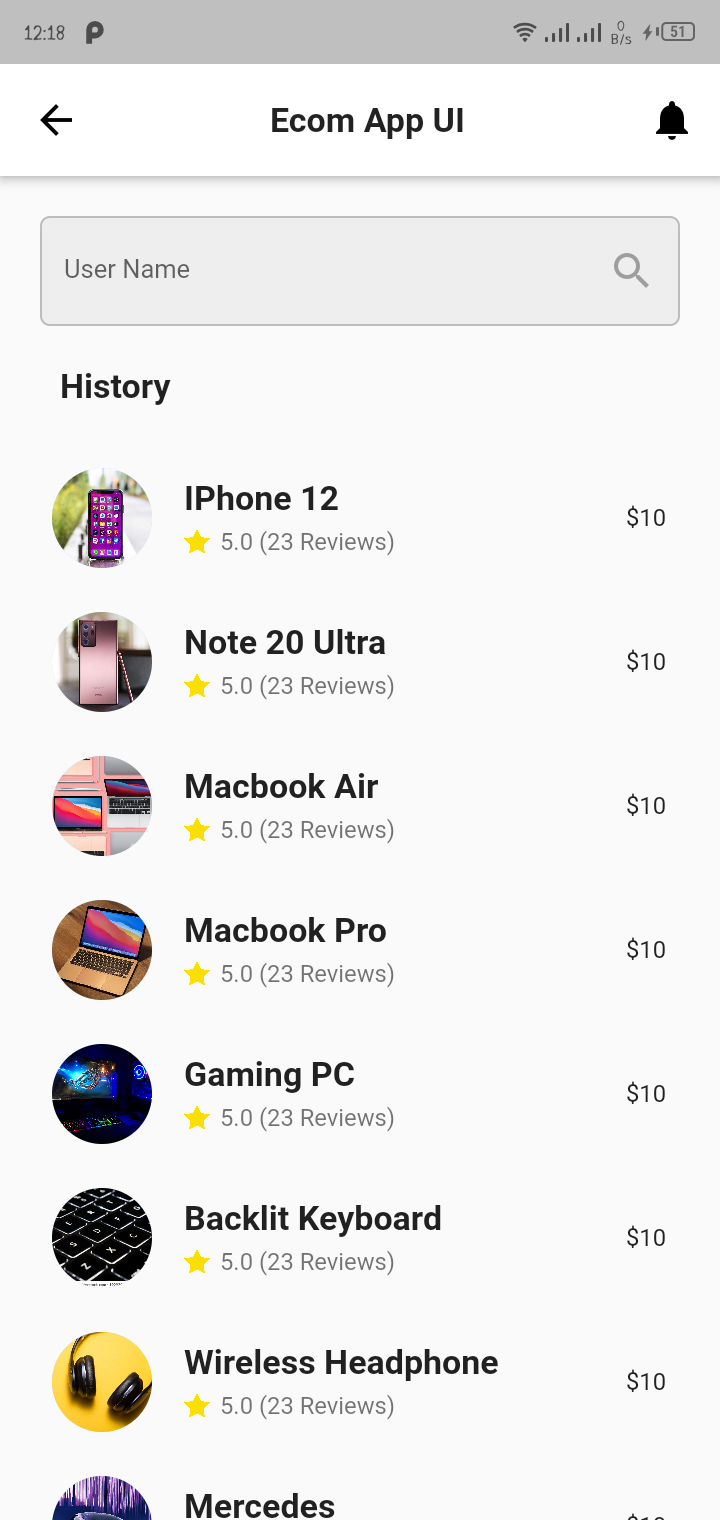 12:18
0
B/s
51
Ecom App UI
User Name
History
IPhone 12
5.0 (23 Reviews)
$10
Note 20 Ultra
5.0 (23 Reviews)
$10
Macbook Air
5.0 (23 Reviews)
$10
Macbook Pro
5.0 (23 Reviews)
$10
Gaming PC
5.0 (23 Reviews)
$10
Backlit Keyboard
5.0 (23 Reviews)
$10
Wireless Headphone
5.0 (23 Reviews)
$10
Mercedes
$10